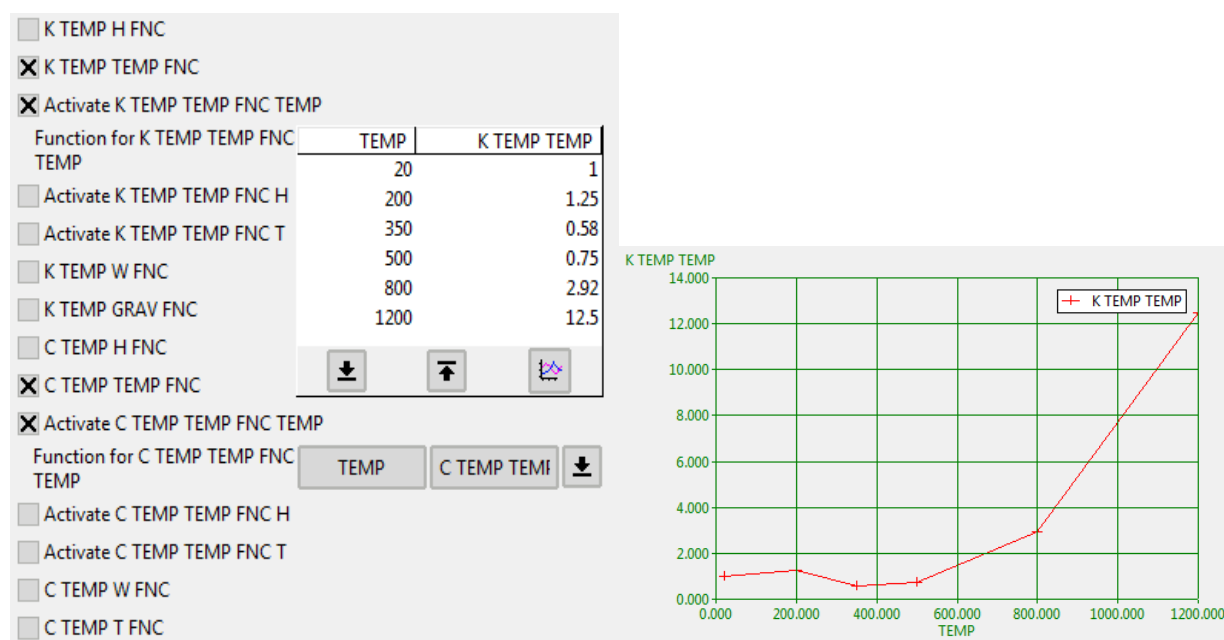 K TEMP H FNC
K TEMP TEMP FNC
Activate K TEMP TEMP FNC TEMP
Function for K TEMP TEMP FNC
TEMP
TEMP K TEMP TEMP
20 1
200 1.25
350 0.58
500 0.75
800 2.92
1200 12.5
Activate K TEMP TEMP FNC H
Activate K TEMP TEMP FNC T
K TEMP W FNC
K TEMP GRAV FNC
C TEMP H FNC
C TEMP TEMP FNC
Activate C TEMP TEMP FNC TEMP
Function for C TEMP TEMP FNC
TEMP
TEMP C TEMP TEMF
Activate C TEMP TEMP FNC H
Activate C TEMP TEMP FNC T
C TEMP W FNC
C TEMP T FNC
K TEMP TEMP
14.000
K TEMP TEMP
12.000
10.000
8.000
6.000
4.000
2.000
0.000
0.000 200.000 400.000 600.000 800.000 1000.000 1200.000
TEMP